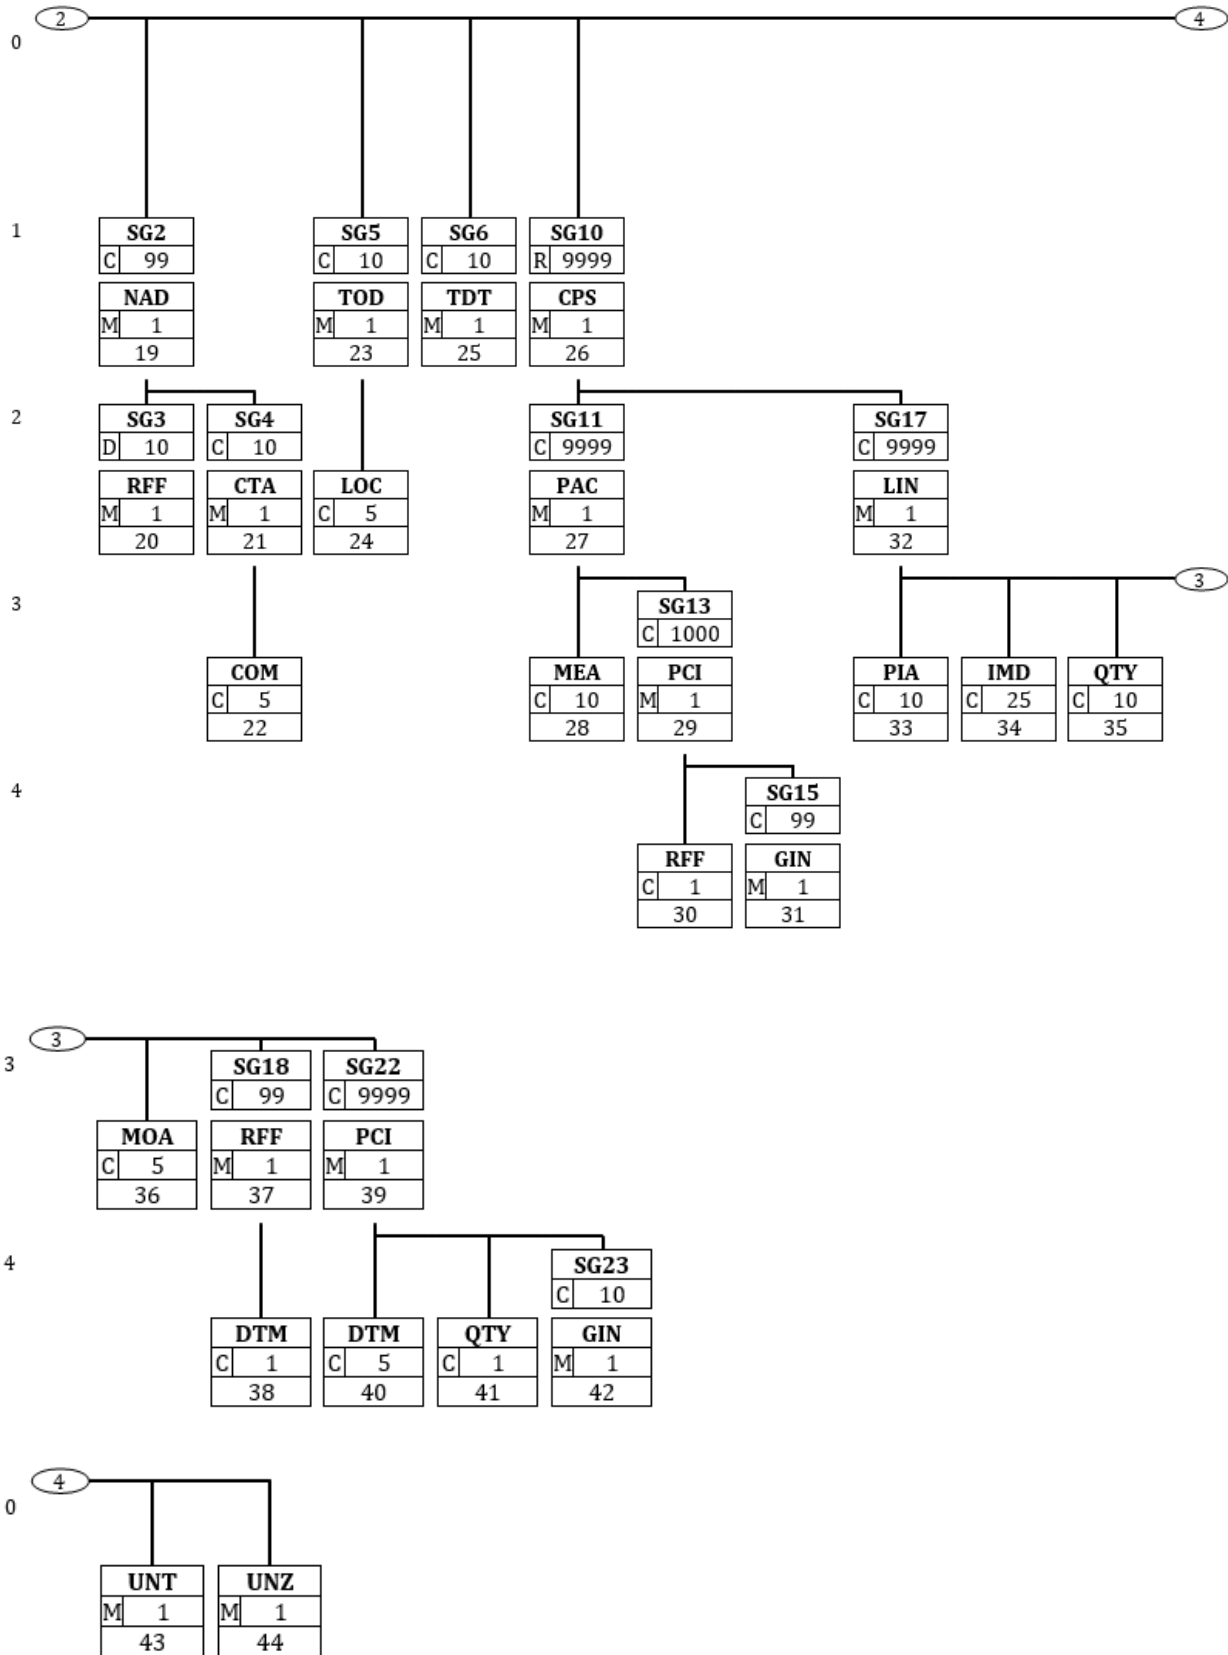 2 4
0
1
SG2 SG5 SG6 SG10
C 99 C 10 C 10 R 9999
NAD TOD TDT CPS
M 1 M 1 M 1 M 1
19 23 25 26
2
SG3 SG4 SG11 SG17
D 10 C 10 C 9999 C 9999
RFF CTA LOC PAC LIN
M 1 M 1 C 5 M 1 M 1
20 21 24 27 32
3
3
SG13
C 1000
COM MEA PCI PIA IMD QTY
C 5 C 10 M 1 C 10 C 25 C 10
22 28 29 33 34 35
4
SG15
C 99
RFF GIN
C 1 M 1
30 31
3
3
SG18 SG22
C 99 C 9999
MOA RFF PCI
C 5 M 1 M 1
36 37 39
4
SG23
C 10
DTM DTM QTY GIN
C 1 C 5 C 1 M 1
38 40 41 42
4
0
UNT UNZ
M 1 M 1
43 44